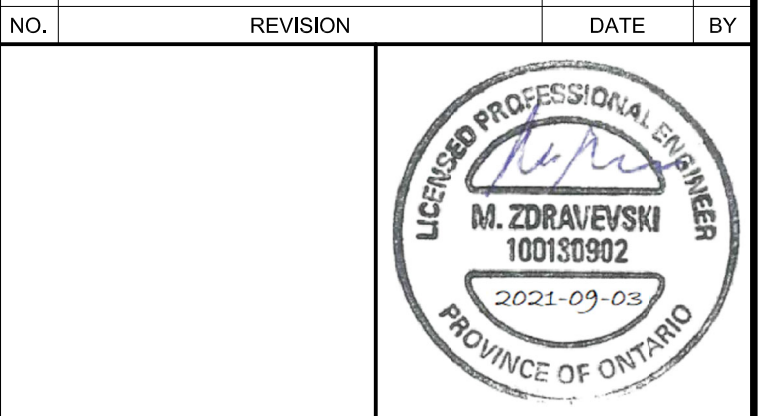 NO. REVISION DATE BY
LICENSED PROFESSIONAL ENGINEER
M. ZDRAVEVSKI
100130902
2021-09-03
PROVINCE OF ONTARIO